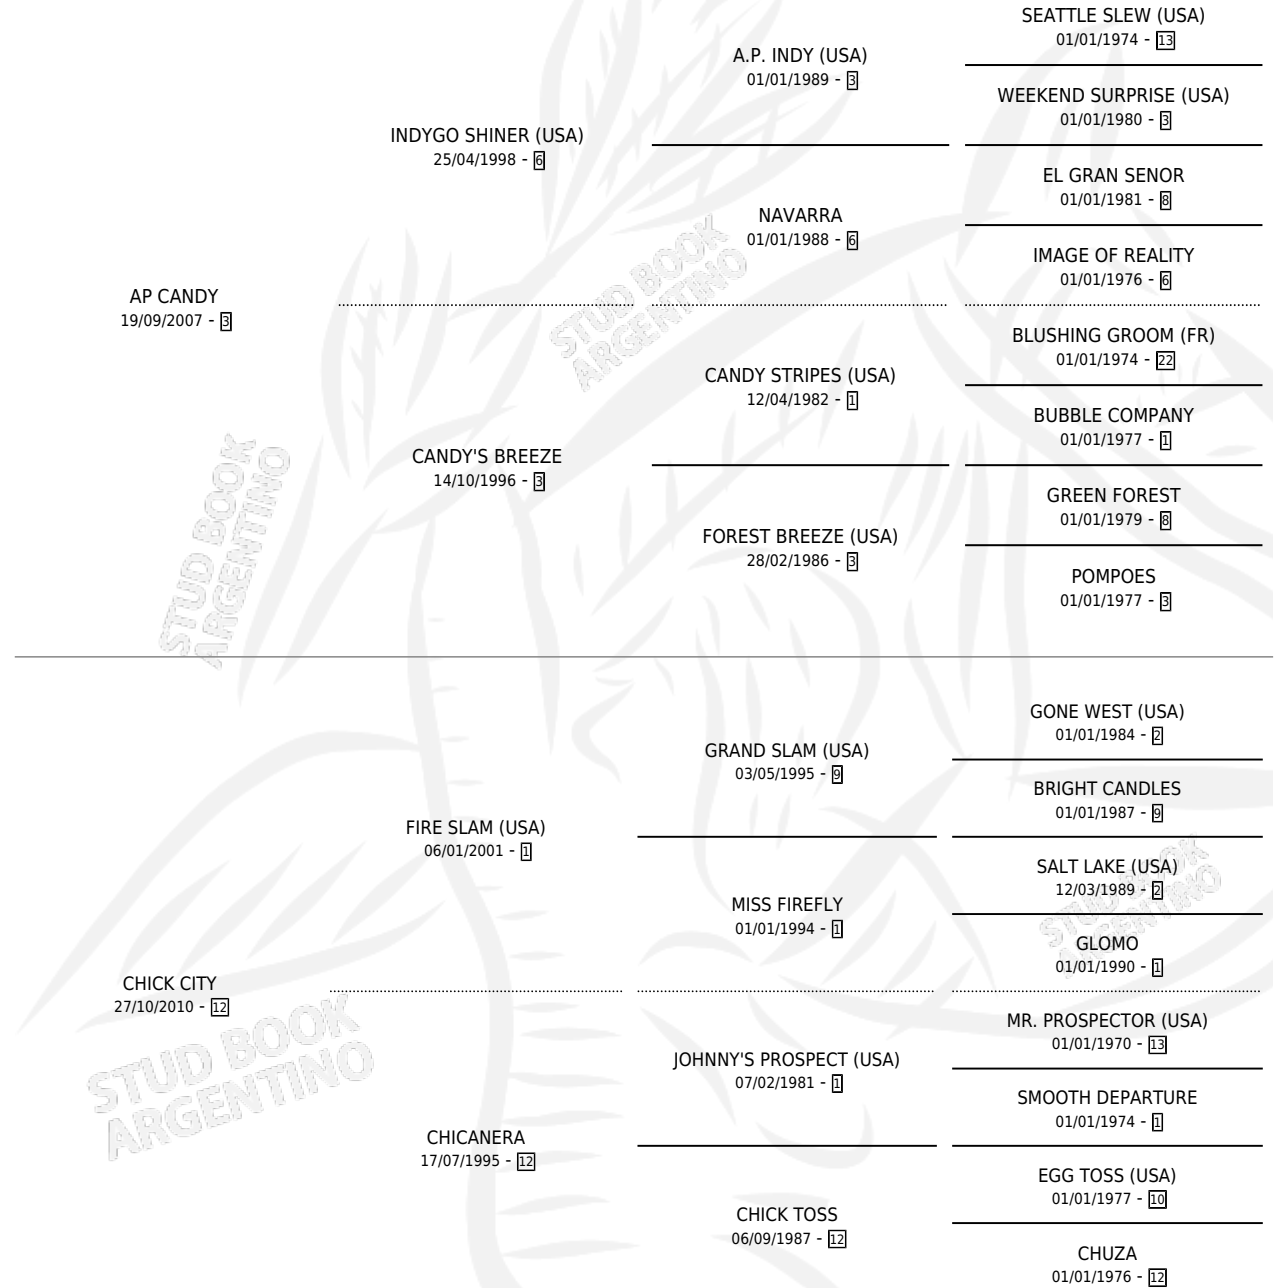 SEATTLE SLEW (USA)
01/01/1974 - 13
A.P. INDY (USA)
01/01/1989 - 3
WEEKEND SURPRISE (USA)
01/01/1980 - 3
INDYGO SHINER (USA)
25/04/1998 - 6
EL GRAN SENOR
01/01/1981 - 8
NAVARRA
01/01/1988 - 6
IMAGE OF REALITY
01/01/1976 - 6
AP CANDY
19/09/2007 - 3
STUD BOOK
ARGENTINO
BLUSHING GROOM (FR)
01/01/1974 - 22
CANDY STRIPES (USA)
12/04/1982 - 1
BUBBLE COMPANY
01/01/1977 - 1
CANDY'S BREEZE
14/10/1996 - 3
GREEN FOREST
01/01/1979 - 8
FOREST BREEZE (USA)
28/02/1986 - 3
POMPOES
01/01/1977 - 3
STUD BOOK
ARGENTINO
GONE WEST (USA)
01/01/1984 - 2
GRAND SLAM (USA)
03/05/1995 - 9
BRIGHT CANDLES
01/01/1987 - 9
FIRE SLAM (USA)
06/01/2001 - 1
SALT LAKE (USA)
12/03/1989 - 2
MISS FIREFLY
01/01/1994 - 1
STUD BOOK
ARGENTINO
GLOMO
01/01/1990 - 1
CHICK CITY
27/10/2010 - 12
STUD BOOK
ARGENTINO
MR. PROSPECTOR (USA)
01/01/1970 - 13
JOHNNY'S PROSPECT (USA)
07/02/1981 - 1
SMOOTH DEPARTURE
01/01/1974 - 1
CHICANERA
17/07/1995 - 12
EGG TOSS (USA)
01/01/1977 - 10
CHICK TOSS
06/09/1987 - 12
CHUZA
01/01/1976 - 12